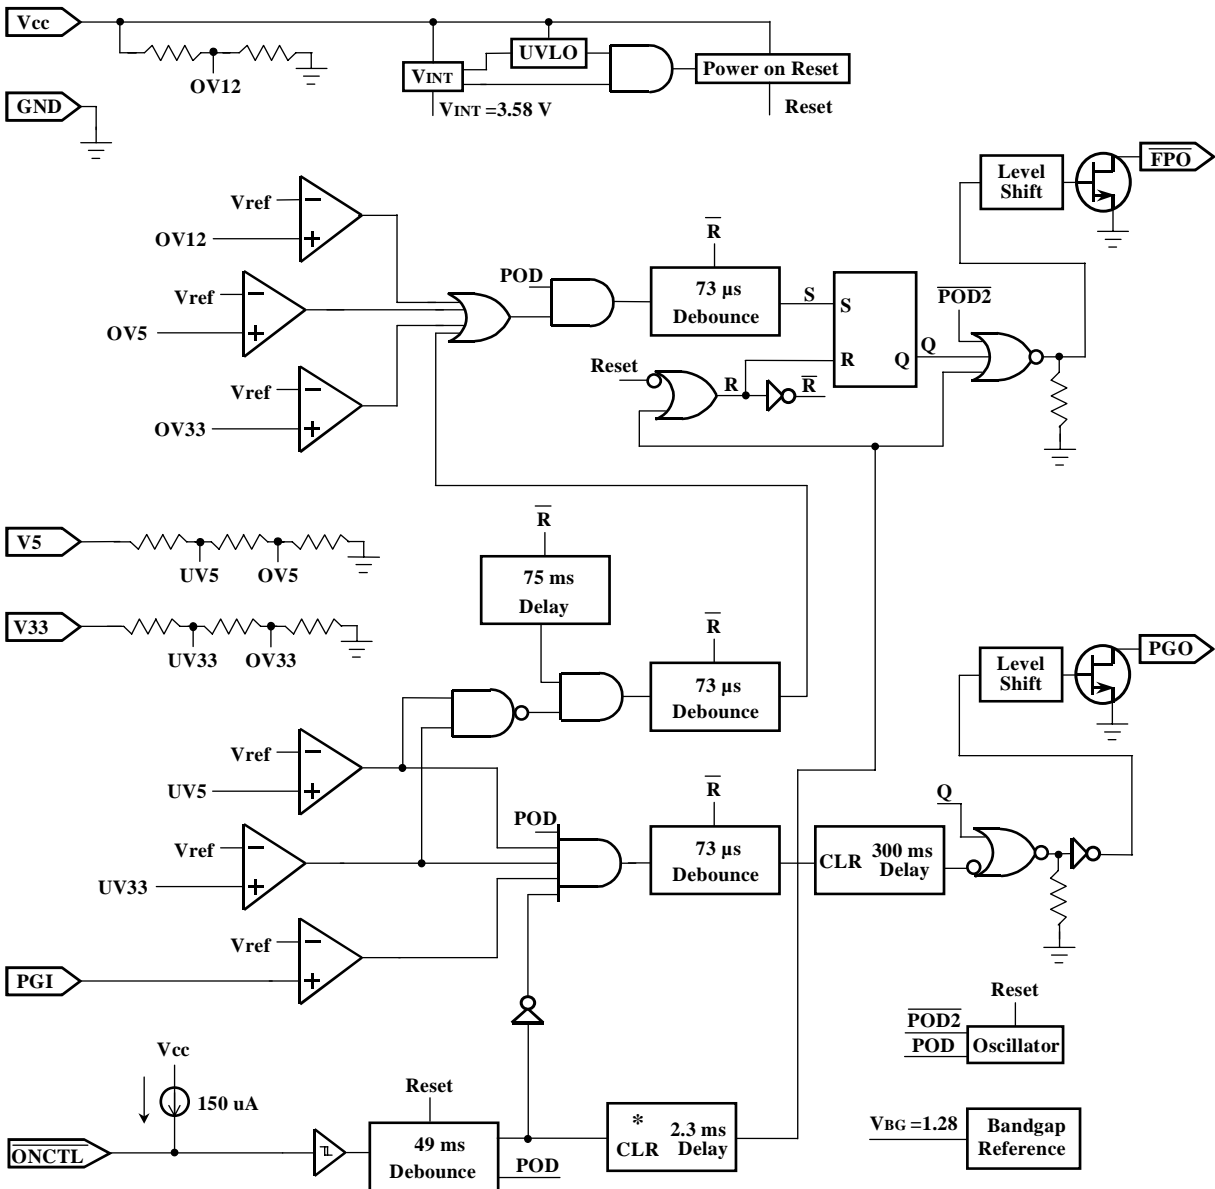 Vcc
UVLO
VINT
Power on Reset
OV12
GND
VINT =3.58 V
Reset
FPO
Level
Shift
Vref
OV12
R
POD
73 µs
Debounce
S
S
POD2
Vref
OV5
Q
Q
R
Reset
R
R
Vref
OV33
V5
UV5
OV5
R
75 ms
Delay
V33
UV33
OV33
R
73 µs
Debounce
PGO
Level
Shift
Vref
UV5
R
Q
POD
73 µs
Debounce
CLR
300 ms
Delay
Vref
UV33
Vref
PGI
Reset
POD2
POD
Oscillator
Vcc
150 uA
Reset
*
CLR
2.3 ms
Delay
VBG =1.28
Bandgap
Reference
ONCTL
49 ms
Debounce
POD